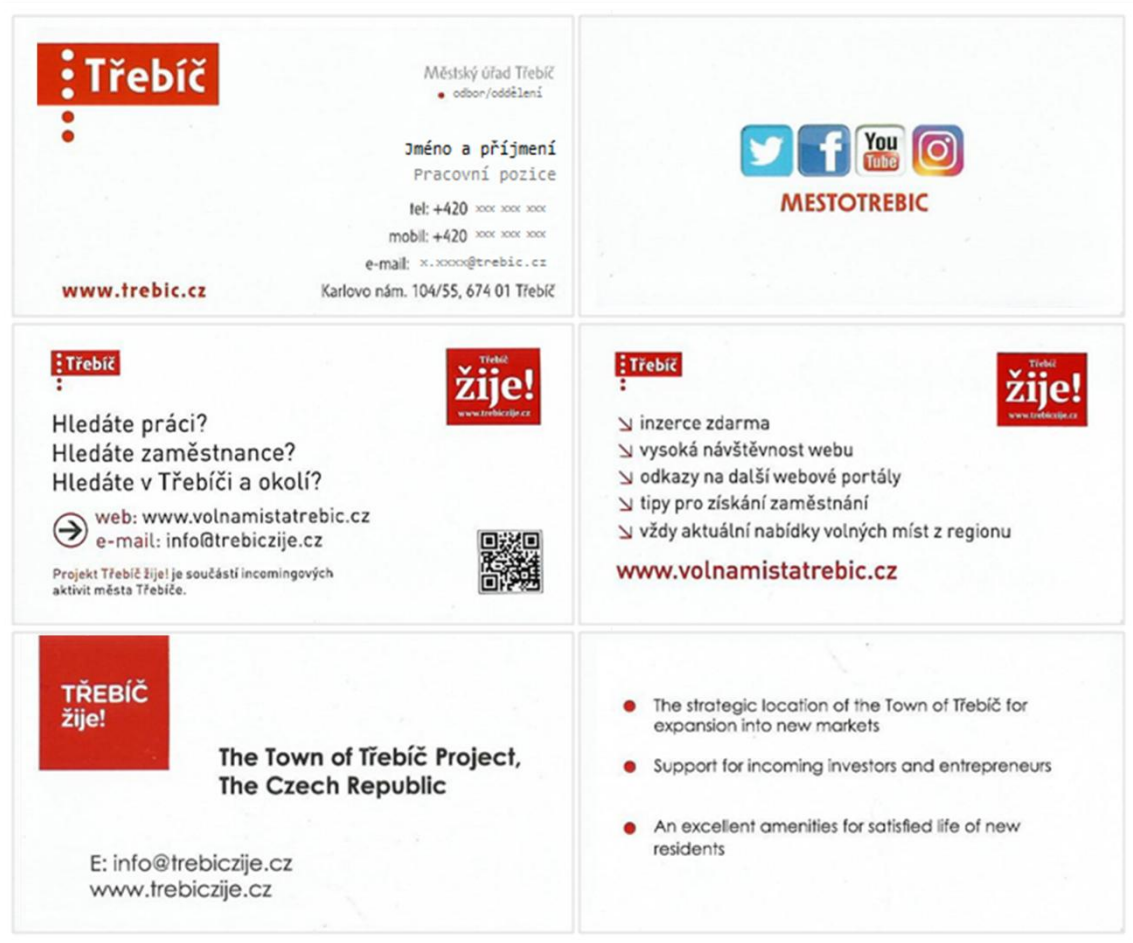 Třebíč
Městský úřad Třebíč
odbor/oddělení
Jméno a příjmení
Pracovní pozice
tel: +420 xxx xxx xxx
mobil: +420 xxx xxx xxx
e-mail: x.xxxx@trebic.cz
www.trebic.cz
Karlovo nám. 104/55, 674 01 Třebíč
You
Tube
MESTOTREBIC
Třebíč
Třebíč
žije!
www.trebiczije.cz
Hledáte práci?
Hledáte zaměstnance?
Hledáte v Třebíči a okolí?
web: www.volnamistatrebic.cz
e-mail: info@trebiczije.cz
Projekt Třebíč žije! je součástí incomingových
aktivit města Třebíče.
Třebíč
Třebíč
žije!
www.trebiczije.cz
inzerce zdarma
vysoká návštěvnost webu
odkazy na další webové portály
tipy pro získání zaměstnání
vždy aktuální nabídky volných míst z regionu
www.volnamistatrebic.cz
TŘEBÍČ
žije!
The Town of Třebíč Project,
The Czech Republic
E: info@trebiczije.cz
www.trebiczije.cz
The strategic location of the Town of Třebíč for
expansion into new markets
Support for incoming investors and entrepreneurs
An excellent amenities for satisfied life of new
residents